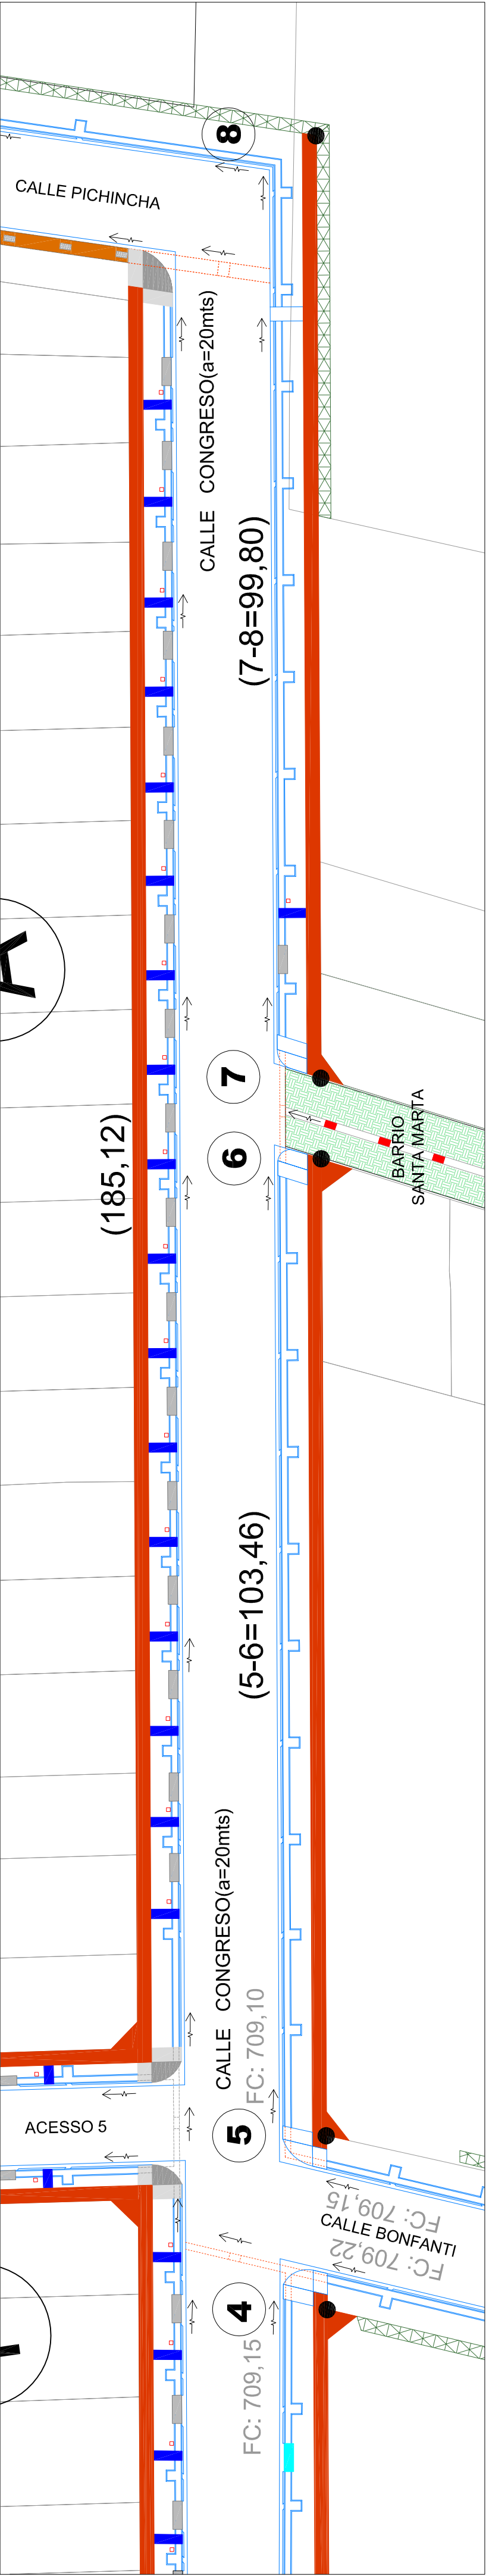 8
CALLE PICHINCHA
CALLE CONGRESO(a=20mts)
(7-8=99,80)
A
7
(185,12)
6
BARRIO
SANTA MARTA
(5-6=103,46)
CALLE CONGRESO(a=20mts)
FC: 709,10
ACESSO 5
5
FC: 709,15
CALLE BONFANTI
FC: 709,22
4
FC: 709,15